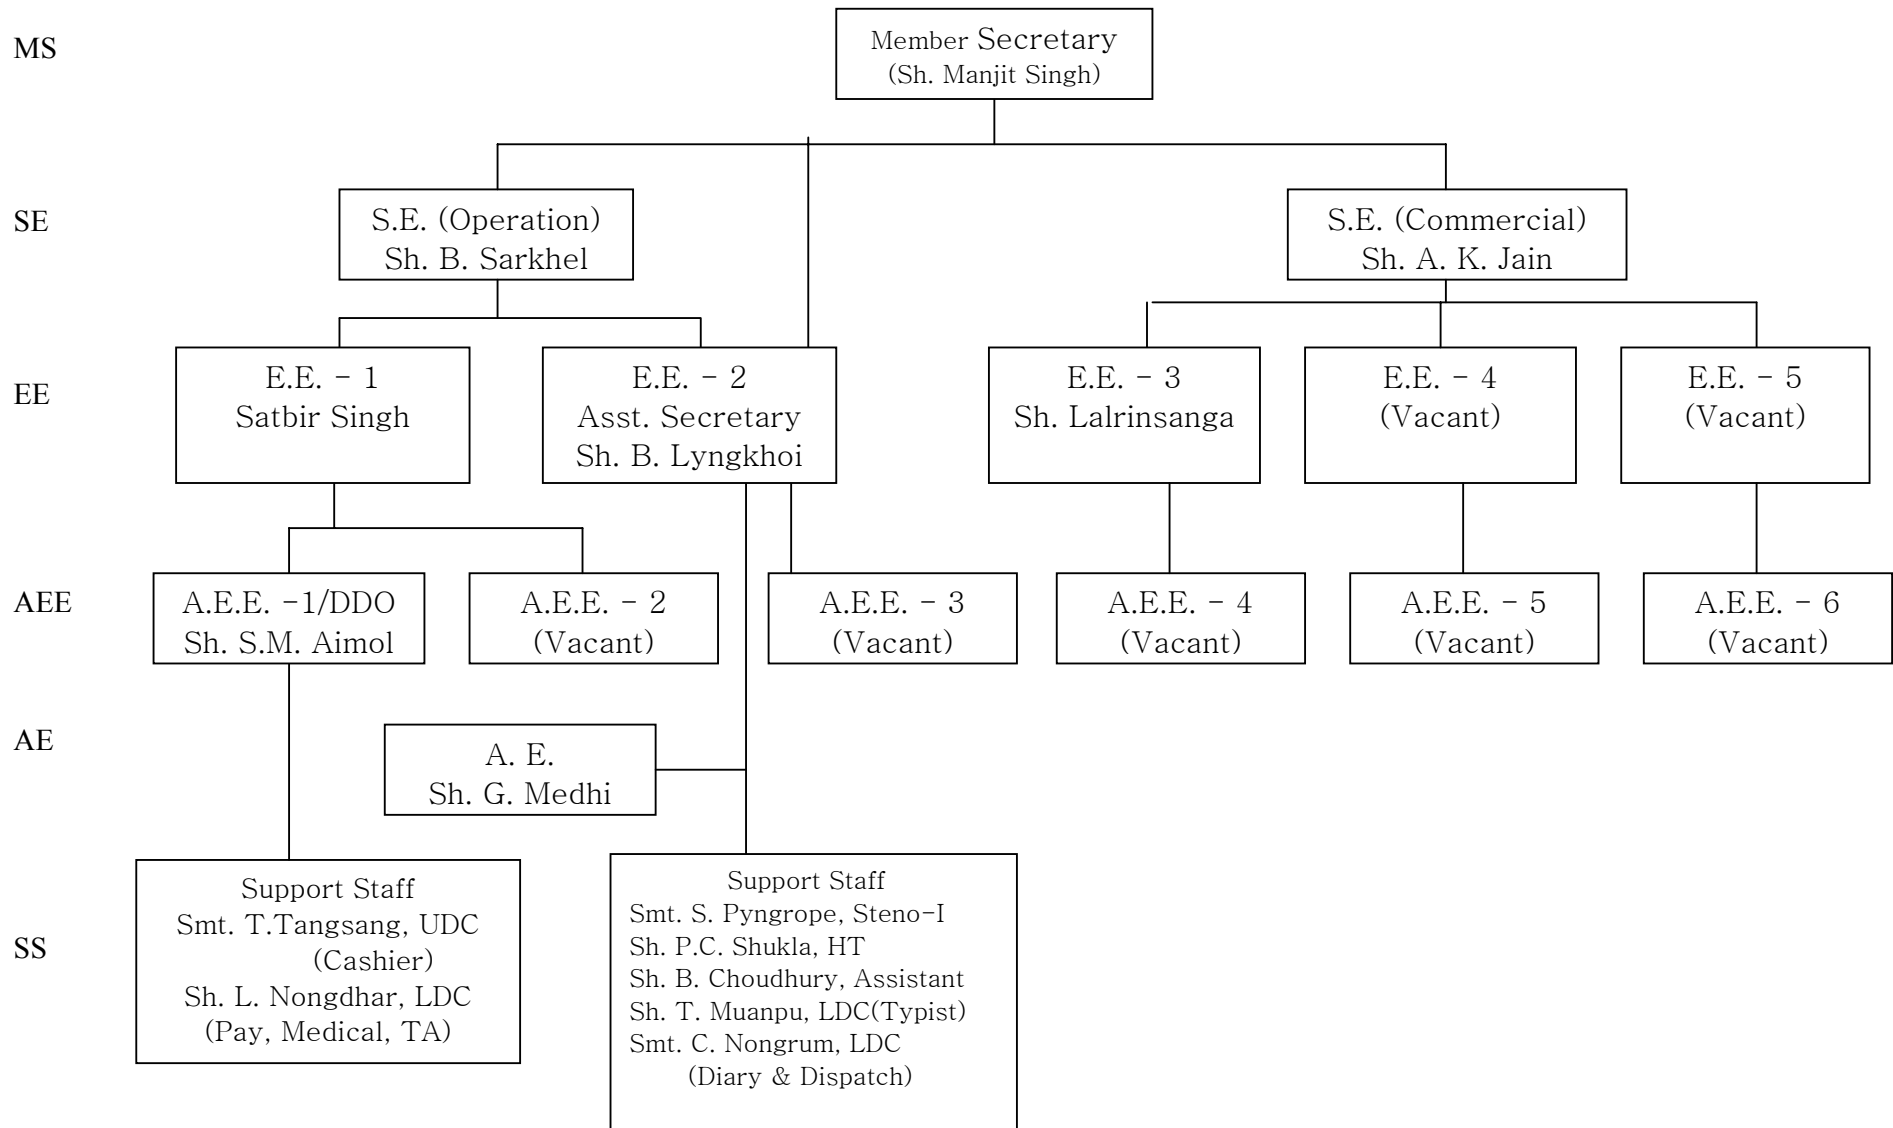 MS
Member Secretary
(Sh. Manjit Singh)
SE
S.E. (Operation)
Sh. B. Sarkhel
S.E. (Commercial)
Sh. A. K. Jain
EE
E.E. - 1
Satbir Singh
E.E. - 2
Asst. Secretary
Sh. B. Lyngkhoi
E.E. - 3
Sh. Lalrinsanga
E.E. - 4
(Vacant)
E.E. - 5
(Vacant)
AEE
A.E.E. -1/DDO
Sh. S.M. Aimol
A.E.E. - 2
(Vacant)
A.E.E. - 3
(Vacant)
A.E.E. - 4
(Vacant)
A.E.E. - 5
(Vacant)
A.E.E. - 6
(Vacant)
AE
A. E.
Sh. G. Medhi
SS
Support Staff
Smt. T.Tangsang, UDC
(Cashier)
Sh. L. Nongdhar, LDC
(Pay, Medical, TA)
Support Staff
Smt. S. Pyngrope, Steno-I
Sh. P.C. Shukla, HT
Sh. B. Choudhury, Assistant
Sh. T. Muanpu, LDC(Typist)
Smt. C. Nongrum, LDC
(Diary & Dispatch)